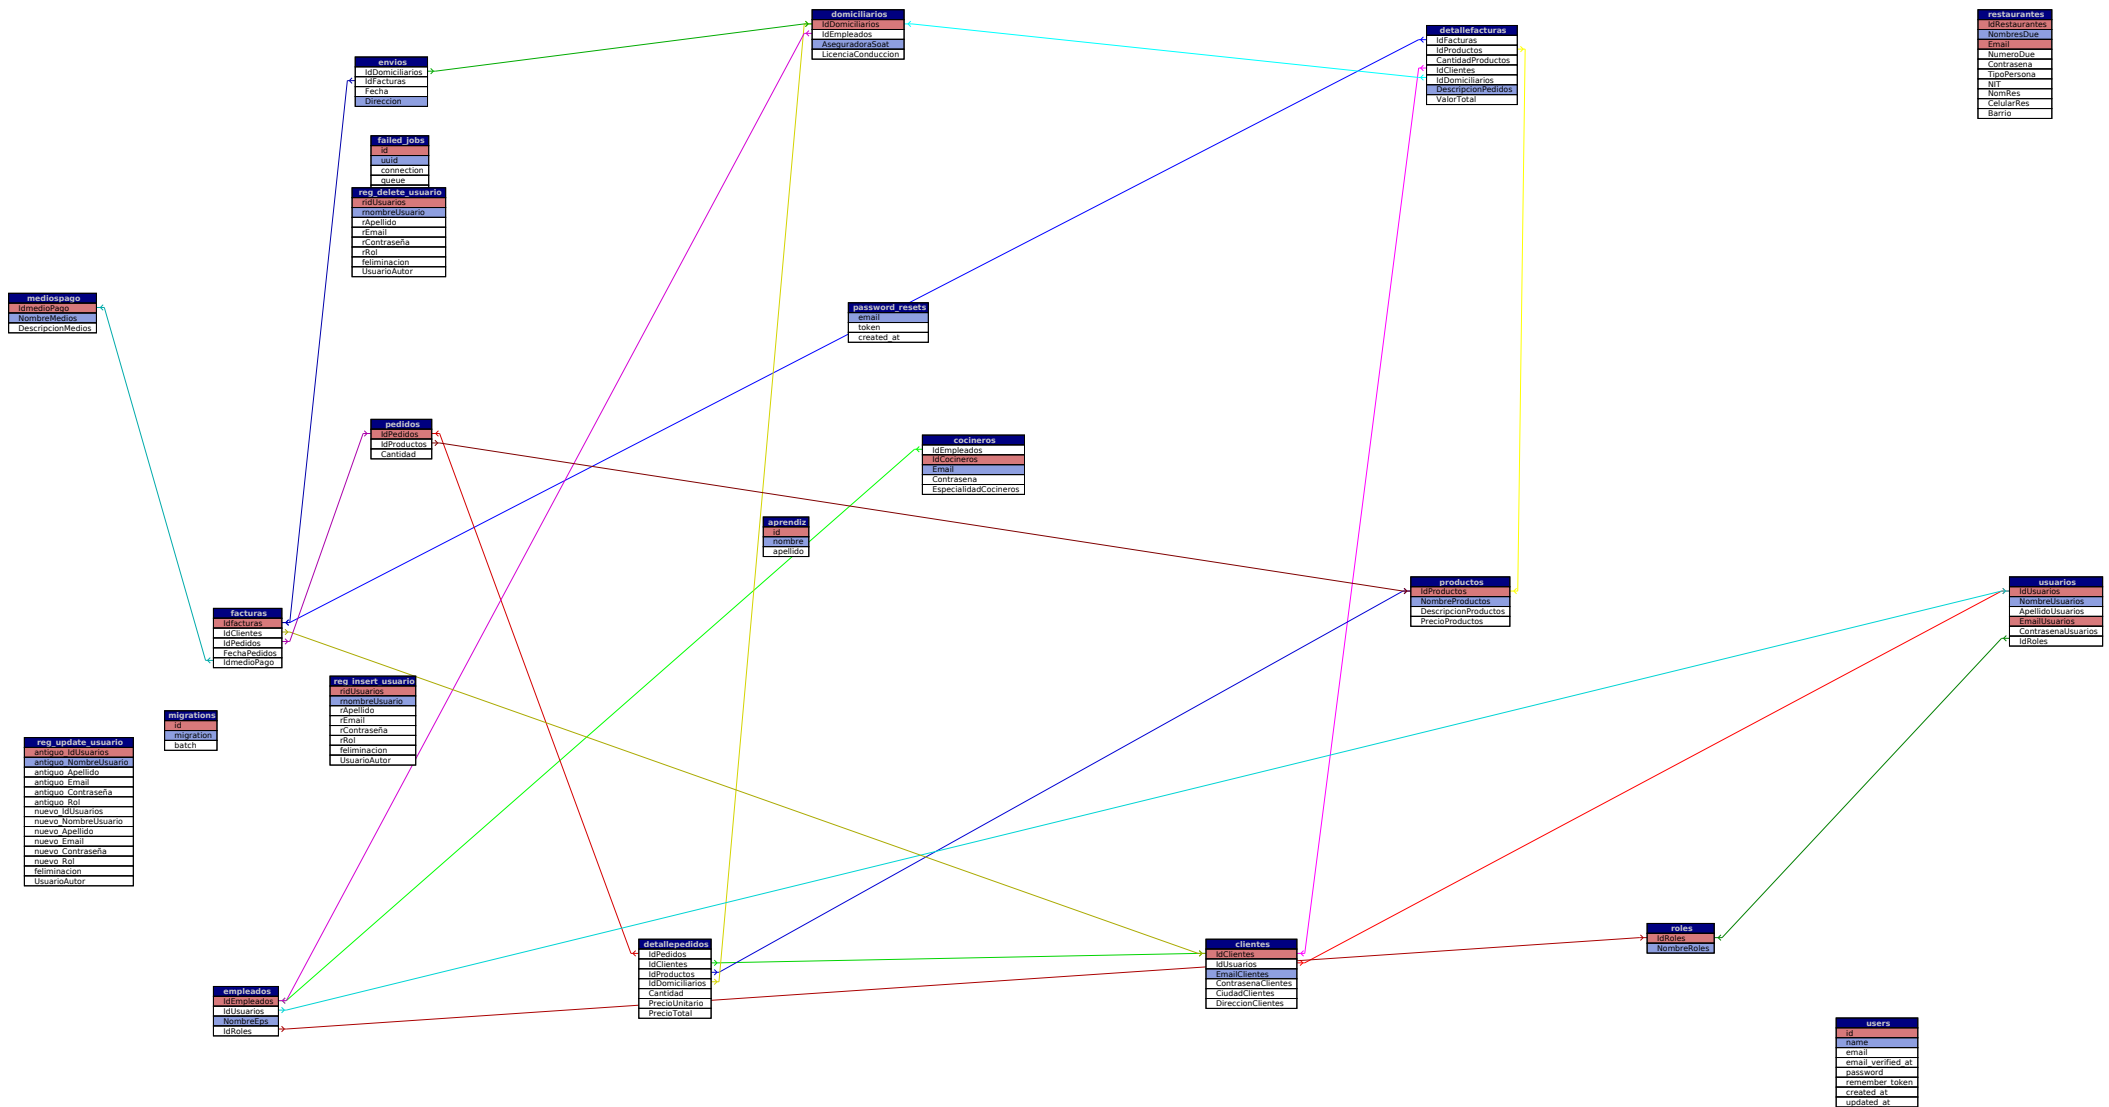 domiciliarios
IdDomiciliarios
IdEmpleados
AseguradoraSoat
LicenciaConduccion
restaurantes
IdRestaurantes
NombresDue
Email
NumeroDue
Contrasena
TipoPersona
NIT
NomRes
CelularRes
Barrio
detallefacturas
IdFacturas
IdProductos
CantidadProductos
IdClientes
IdDomiciliarios
DescripcionPedidos
ValorTotal
envios
IdDomiciliarios
IdFacturas
Fecha
Direccion
failed_jobs
id
uuid
connection
queue
reg_delete_usuario
ridUsuarios
rnombreUsuario
rApellido
rEmail
rContraseña
rRol
feliminacion
UsuarioAutor
mediospago
IdmedioPago
NombreMedios
DescripcionMedios
password_resets
email
token
created_at
pedidos
IdPedidos
IdProductos
Cantidad
cocineros
IdEmpleados
IdCocineros
Email
Contrasena
EspecialidadCocineros
aprendiz
id
nombre
apellido
productos
IdProductos
NombreProductos
DescripcionProductos
PrecioProductos
usuarios
IdUsuarios
NombreUsuarios
ApellidoUsuarios
EmailUsuarios
ContrasenaUsuarios
IdRoles
facturas
Idfacturas
IdClientes
IdPedidos
FechaPedidos
IdmedioPago
reg_insert_usuario
ridUsuarios
rnombreUsuario
rApellido
rEmail
rContraseña
rRol
feliminacion
UsuarioAutor
migrations
id
migration
batch
reg_update_usuario
antiguo_IdUsuarios
antiguo_NombreUsuario
antiguo_Apellido
antiguo_Email
antiguo_Contraseña
antiguo_Rol
nuevo_IdUsuarios
nuevo_NombreUsuario
nuevo_Apellido
nuevo_Email
nuevo_Contraseña
nuevo_Rol
feliminacion
UsuarioAutor
roles
IdRoles
NombreRoles
detallepedidos
IdPedidos
IdClientes
IdProductos
IdDomiciliarios
Cantidad
PrecioUnitario
PrecioTotal
clientes
IdClientes
IdUsuarios
EmailClientes
ContrasenaClientes
CiudadClientes
DireccionClientes
empleados
IdEmpleados
IdUsuarios
NombreEps
IdRoles
users
id
name
email
email_verified_at
password
remember_token
created_at
updated_at